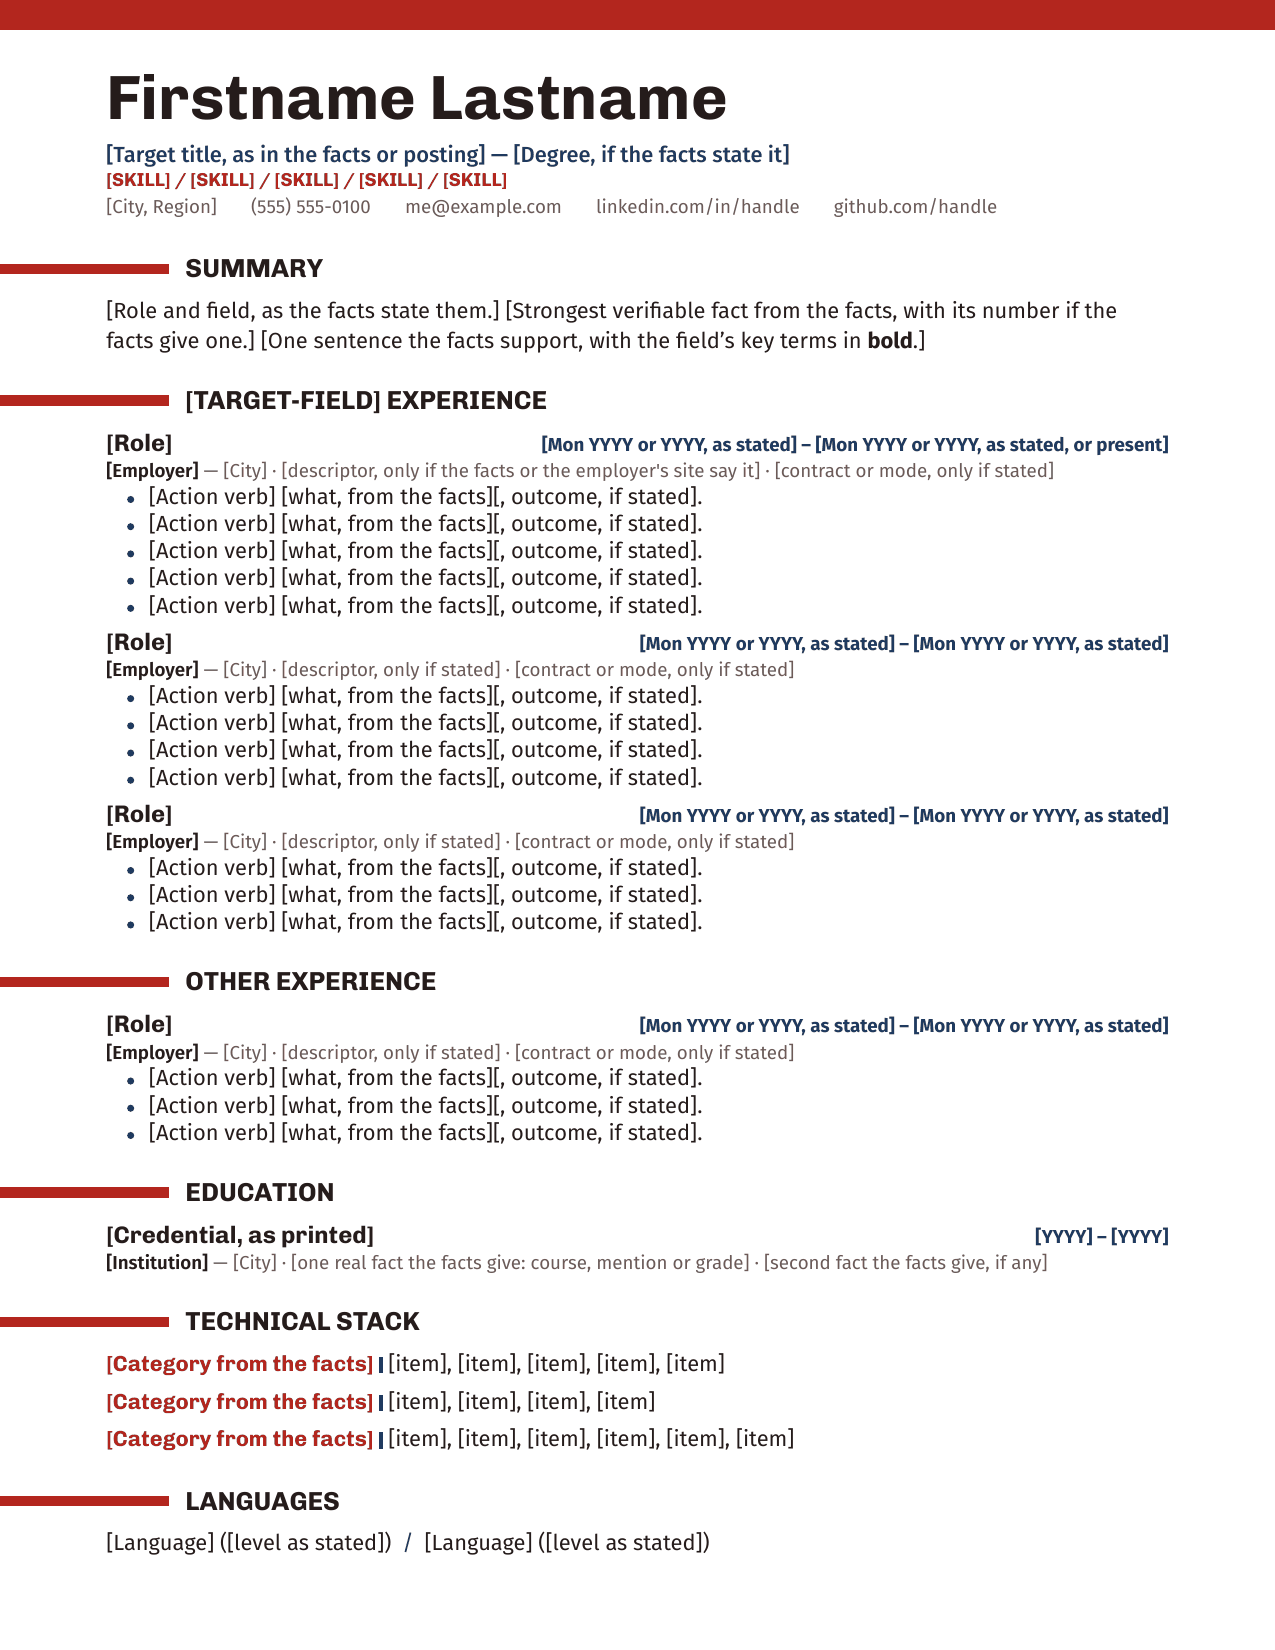 Firstname Lastname
[Target title, as in the facts or posting] — [Degree, if the facts state it]
[SKILL] / [SKILL] / [SKILL] / [SKILL] / [SKILL]
[City, Region] (555) 555-0100 me@example.com linkedin.com/in/handle github.com/handle
SUMMARY
[Role and field, as the facts state them.] [Strongest verifiable fact from the facts, with its number if the
facts give one.] [One sentence the facts support, with the field’s key terms in bold.]
[TARGET-FIELD] EXPERIENCE
[Role] [Mon YYYY or YYYY, as stated] – [Mon YYYY or YYYY, as stated, or present]
[Employer] — [City] · [descriptor, only if the facts or the employer's site say it] · [contract or mode, only if stated]
• [Action verb] [what, from the facts][, outcome, if stated].
• [Action verb] [what, from the facts][, outcome, if stated].
• [Action verb] [what, from the facts][, outcome, if stated].
• [Action verb] [what, from the facts][, outcome, if stated].
• [Action verb] [what, from the facts][, outcome, if stated].
[Role] [Mon YYYY or YYYY, as stated] – [Mon YYYY or YYYY, as stated]
[Employer] — [City] · [descriptor, only if stated] · [contract or mode, only if stated]
• [Action verb] [what, from the facts][, outcome, if stated].
• [Action verb] [what, from the facts][, outcome, if stated].
• [Action verb] [what, from the facts][, outcome, if stated].
• [Action verb] [what, from the facts][, outcome, if stated].
[Role] [Mon YYYY or YYYY, as stated] – [Mon YYYY or YYYY, as stated]
[Employer] — [City] · [descriptor, only if stated] · [contract or mode, only if stated]
• [Action verb] [what, from the facts][, outcome, if stated].
• [Action verb] [what, from the facts][, outcome, if stated].
• [Action verb] [what, from the facts][, outcome, if stated].
OTHER EXPERIENCE
[Role] [Mon YYYY or YYYY, as stated] – [Mon YYYY or YYYY, as stated]
[Employer] — [City] · [descriptor, only if stated] · [contract or mode, only if stated]
• [Action verb] [what, from the facts][, outcome, if stated].
• [Action verb] [what, from the facts][, outcome, if stated].
• [Action verb] [what, from the facts][, outcome, if stated].
EDUCATION
[Credential, as printed] [YYYY] – [YYYY]
[Institution] — [City] · [one real fact the facts give: course, mention or grade] · [second fact the facts give, if any]
TECHNICAL STACK
[Category from the facts] | [item], [item], [item], [item], [item]
[Category from the facts] | [item], [item], [item], [item]
[Category from the facts] | [item], [item], [item], [item], [item], [item]
LANGUAGES
[Language] ([level as stated]) / [Language] ([level as stated])